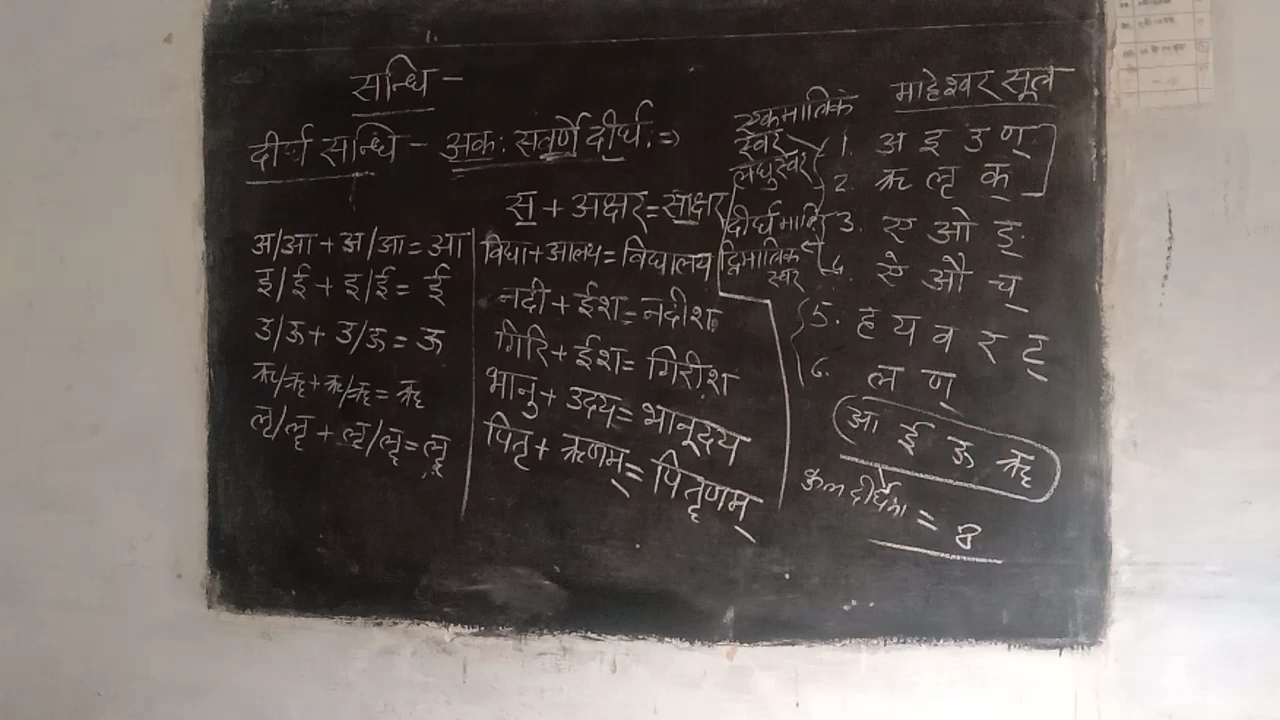 सन्धि -
दीर्घ सन्धि - अकः सवर्णे दीर्घः =>
स + अक्षर = साक्षर
अ/आ + अ/आ = आ
इ/ई + इ/ई = ई
उ/ऊ + उ/ऊ = ऊ
ऋ/ॠ + ऋ/ॠ = ॠ
ऌ/ॡ + ऌ/ॡ = ॡ
विद्या + आलय = विद्यालय
नदी + ईश = नदीश
गिरि + ईश = गिरीश
भानु + उदय = भानूदय
पितृ + ऋणम् = पितॄणम्
माहेश्वर सूत्र
एकमात्रिक
स्वर
लघुस्वर
1. अ इ उ ण्
2. ऋ ऌ क्
दीर्घ मात्रि
द्विमात्रिक
स्वर
3. ए ओ ङ्
4. ऐ औ च्
5. ह य व र ट्
6. ल ण्
आ ई ऊ ॠ
कुल दीर्घ = 8